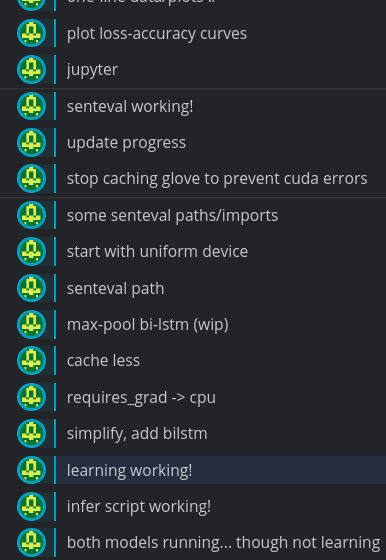 plot loss-accuracy curves
jupyter
senteval working!
update progress
stop caching glove to prevent cuda errors
some senteval paths/imports
start with uniform device
senteval path
max-pool bi-lstm (wip)
cache less
requires_grad -> cpu
simplify, add bilstm
learning working!
infer script working!
both models running... though not learning